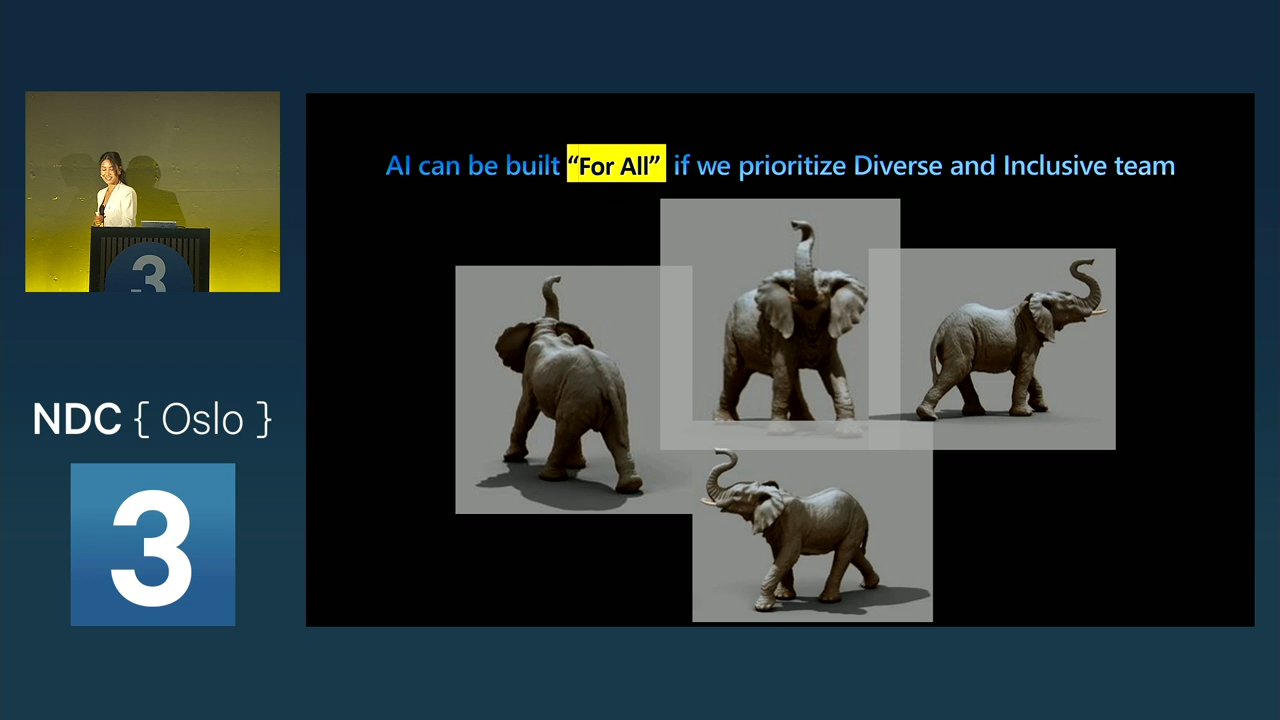 AI can be built “For All” if we prioritize Diverse and Inclusive team
3
NDC { Oslo }
3